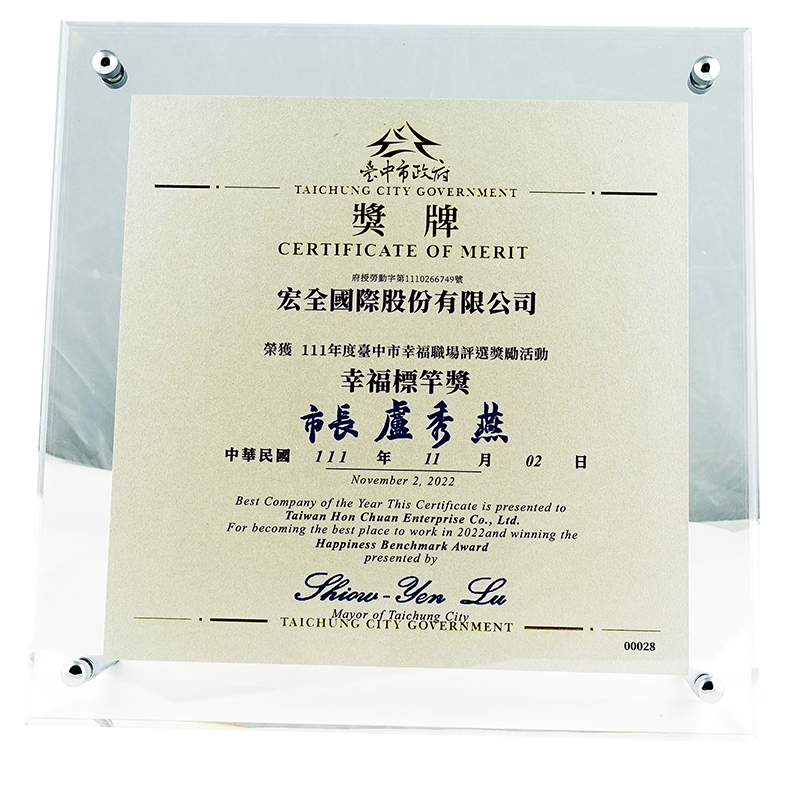 臺中市政府
TAICHUNG CITY GOVERNMENT
獎牌
CERTIFICATE OF MERIT
府授勞動字第1110266749號
宏全國際股份有限公司
榮獲 111年度臺中市幸福職場評選獎勵活動
幸福標竿獎
市長 盧秀燕
中華民國 111 年 11 月 02 日
November 2, 2022
Best Company of the Year This Certificate is presented to
Taiwan Hon Chuan Enterprise Co., Ltd.
For becoming the best place to work in 2022and winning the
Happiness Benchmark Award
presented by
Shiow-Yen Lu
Mayor of Taichung City
TAICHUNG CITY GOVERNMENT
00028